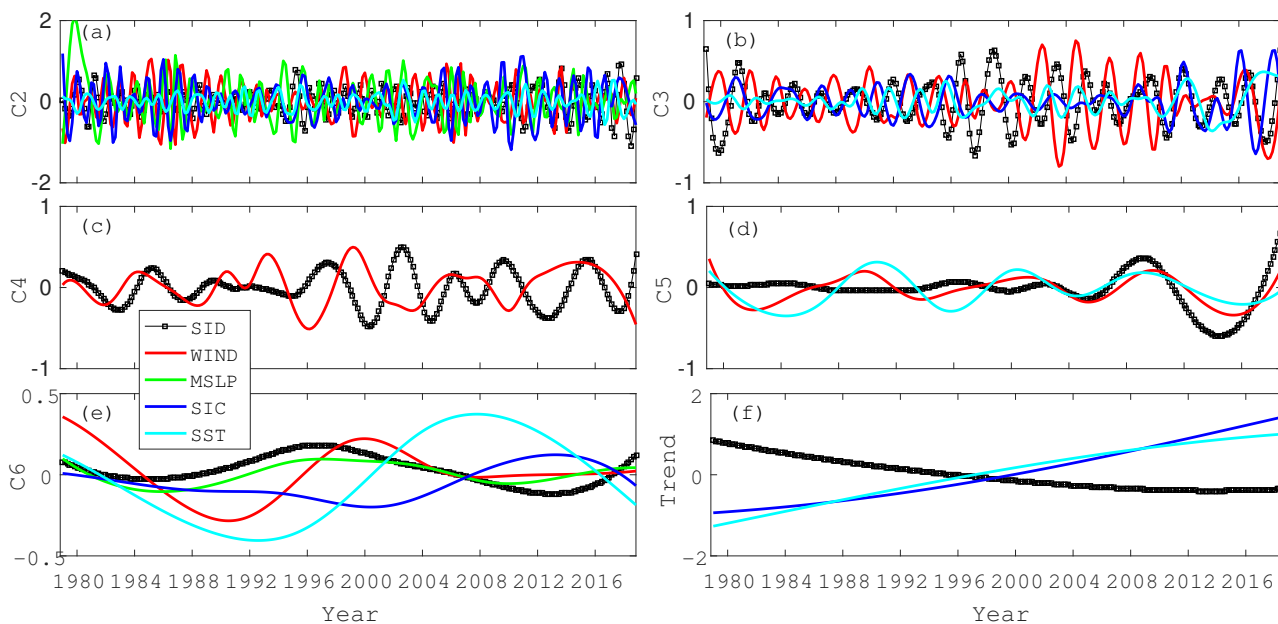 (a)
C2
2
0
-2
(b)
C3
1
0
-1
(c)
C4
1
0
-1
(d)
C5
1
0
-1
SID
WIND
MSLP
SIC
SST
(e)
C6
0.5
0
-0.5
1980 1984 1988 1992 1996 2000 2004 2008 2012 2016
Year
(f)
Trend
2
0
-2
1980 1984 1988 1992 1996 2000 2004 2008 2012 2016
Year